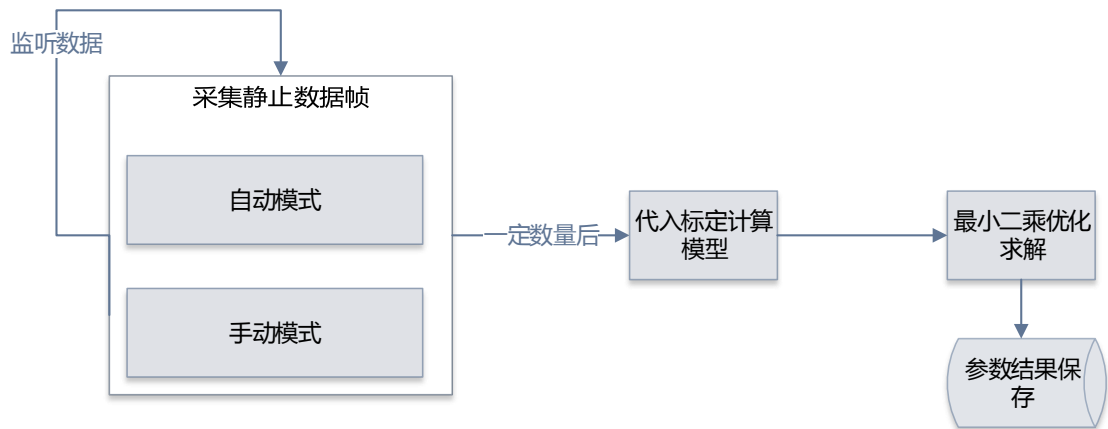 监听数据
采集静止数据帧
自动模式
手动模式
一定数量后
代入标定计算
模型
最小二乘优化
求解
参数结果保
存